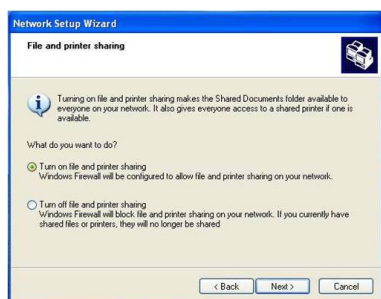 Network Setup Wizard
File and printer sharing
Turning on file and printer sharing makes the Shared Documents folder available to
everyone on your network. It also gives everyone access to a shared printer if one is
available.
What do you want to do?
Turn on file and printer sharing
Windows Firewall will be configured to allow file and printer sharing on your network.
Turn off file and printer sharing
Windows Firewall will block file and printer sharing on your network. If you currently have
shared files or printers, they will no longer be shared
< Back Next > Cancel